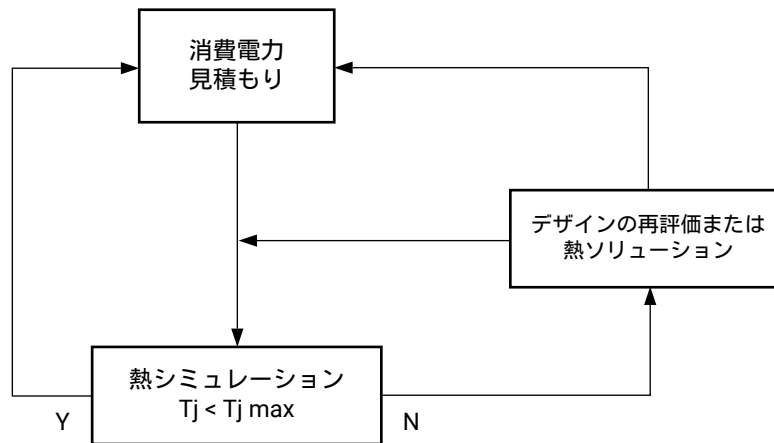 消費電力
見積もり
デザインの再評価または
熱ソリューション
熱シミュレーション
Tj < Tj max
Y
N